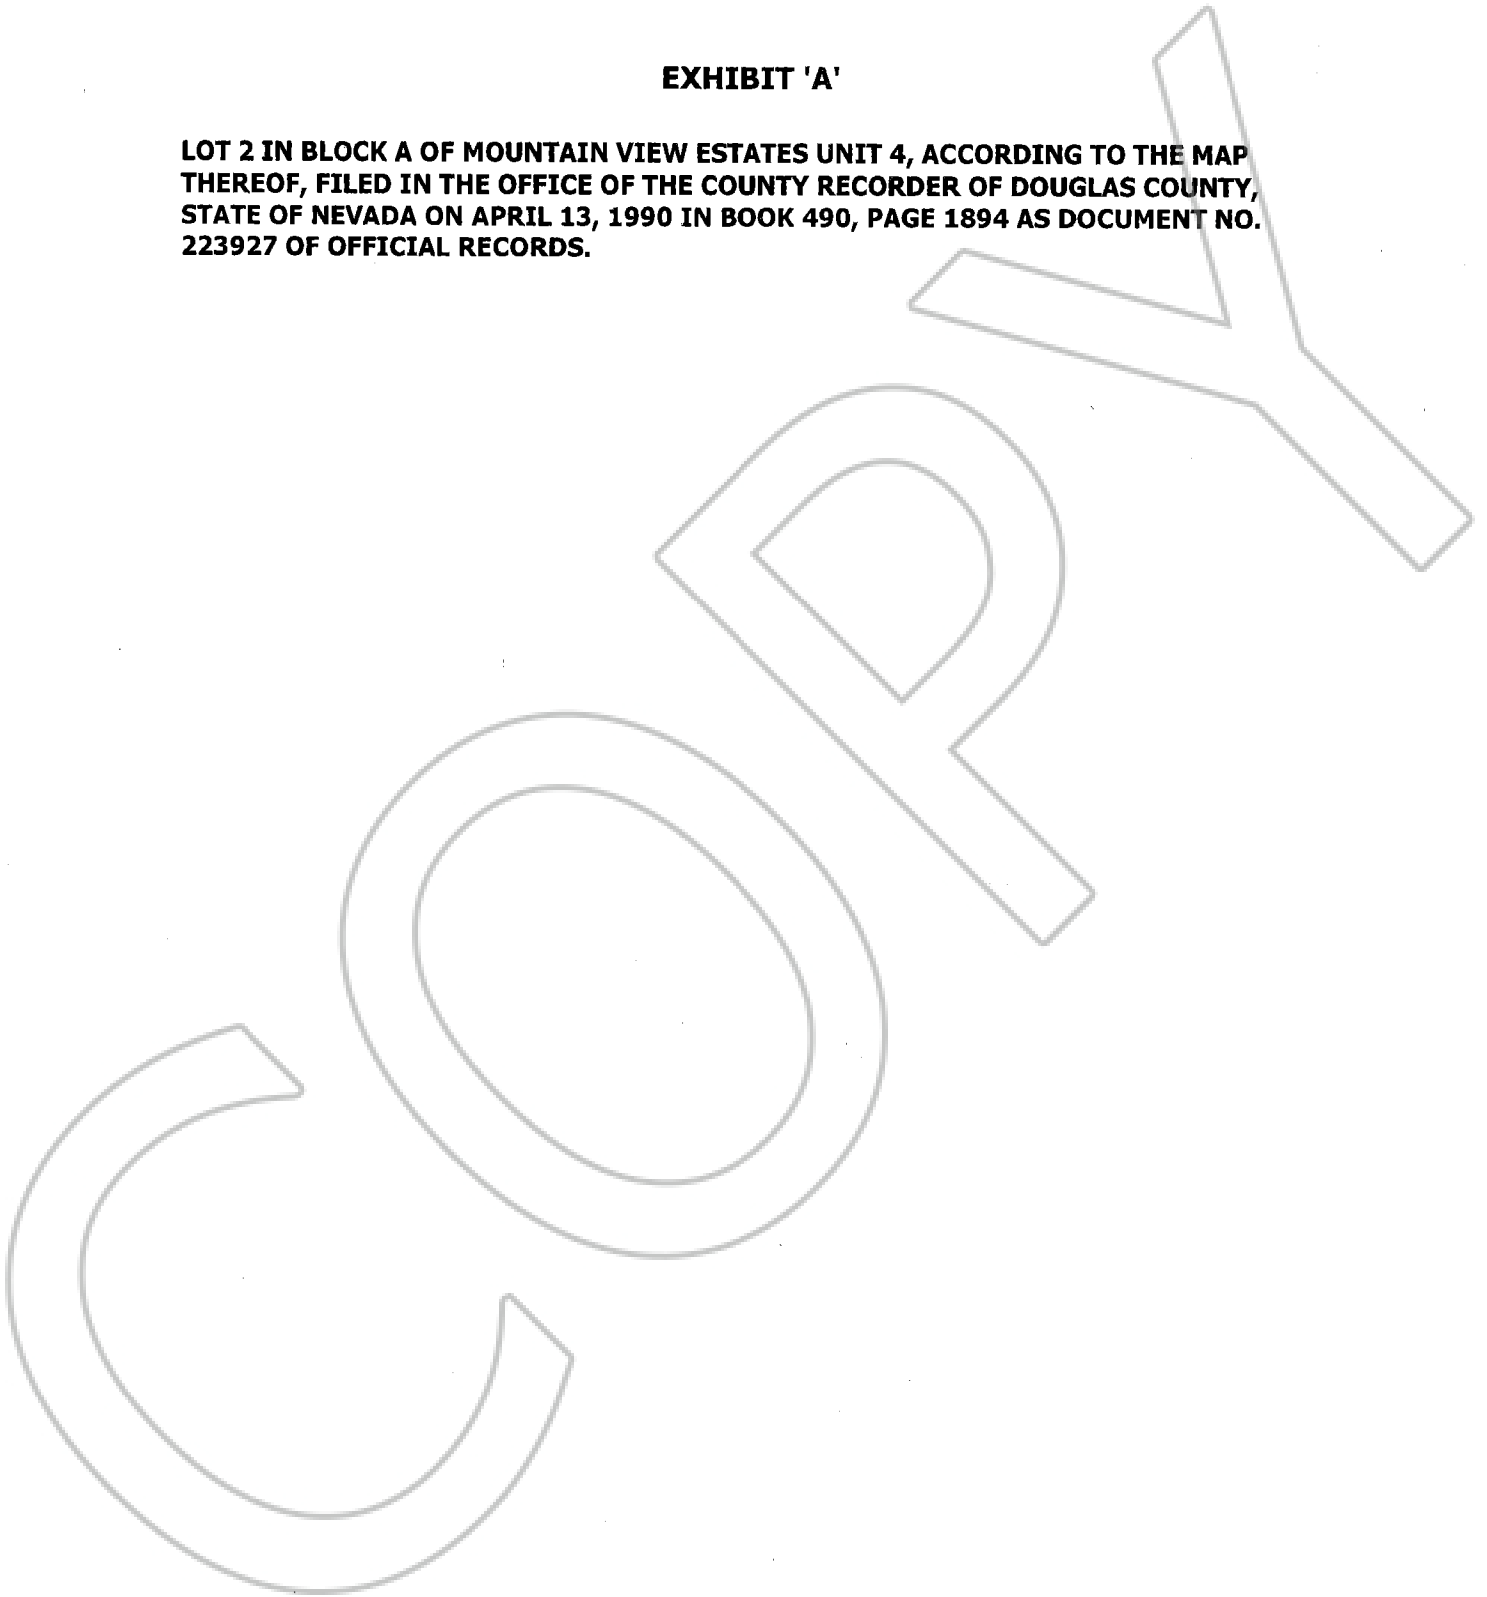 EXHIBIT 'A'
LOT 2 IN BLOCK A OF MOUNTAIN VIEW ESTATES UNIT 4, ACCORDING TO THE MAP
THEREOF, FILED IN THE OFFICE OF THE COUNTY RECORDER OF DOUGLAS COUNTY,
STATE OF NEVADA ON APRIL 13, 1990 IN BOOK 490, PAGE 1894 AS DOCUMENT NO.
223927 OF OFFICIAL RECORDS.
COPY